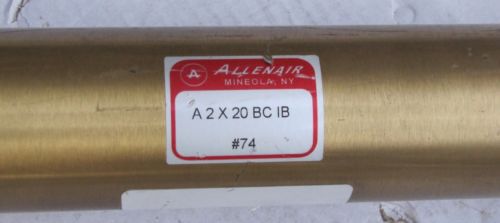 A ALLENAIR
MINEOLA, NY
A 2 X 20 BC IB
#74